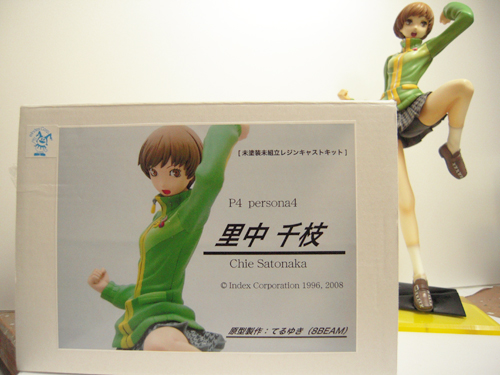 [ 未塗装未組立レジンキャストキット ]
P4 persona4
里中 千枝
Chie Satonaka
© Index Corporation 1996, 2008
原型製作：てるゆき（8BEAM）